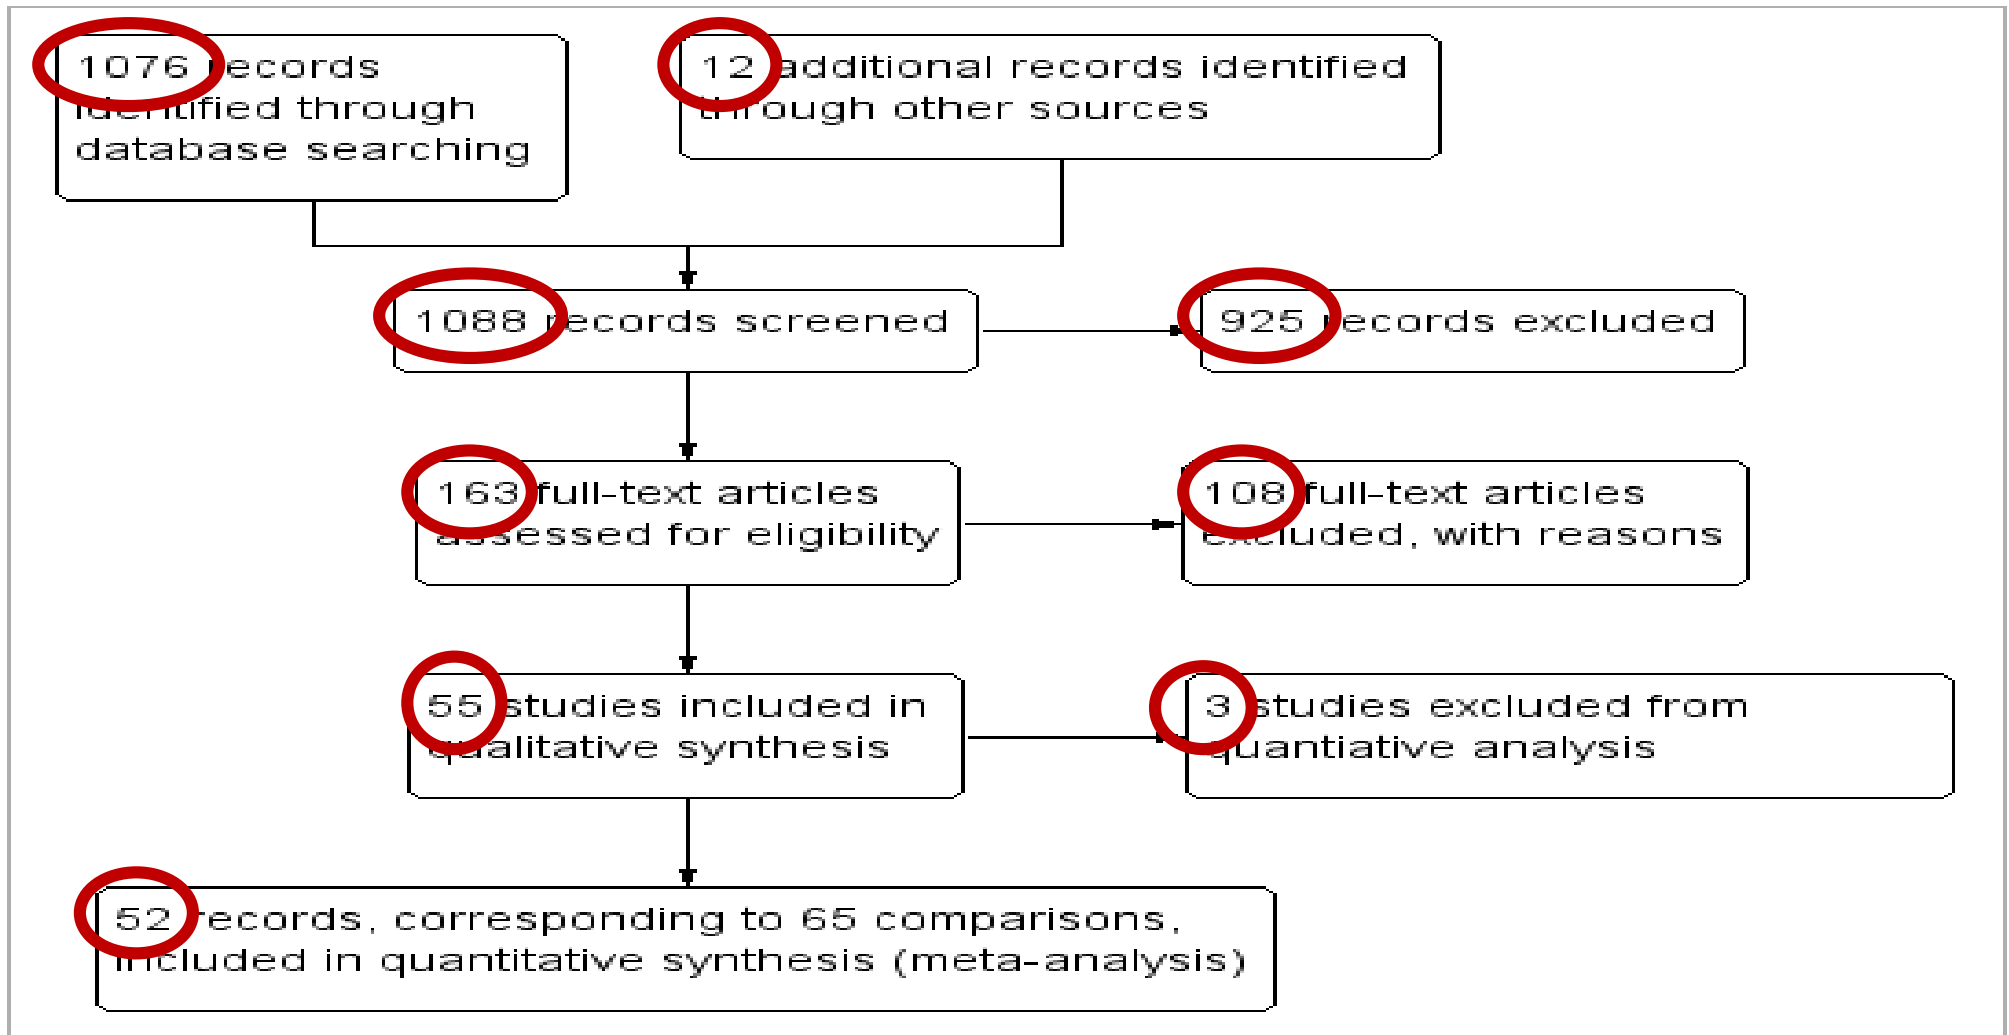 1076 records
identified through
database searching
12 additional records identified
through other sources
1088 records screened
925 records excluded
163 full-text articles
assessed for eligibility
108 full-text articles
excluded, with reasons
55 studies included in
qualitative synthesis
3 studies excluded from
quantiative analysis
52 records, corresponding to 65 comparisons,
included in quantitative synthesis (meta-analysis)